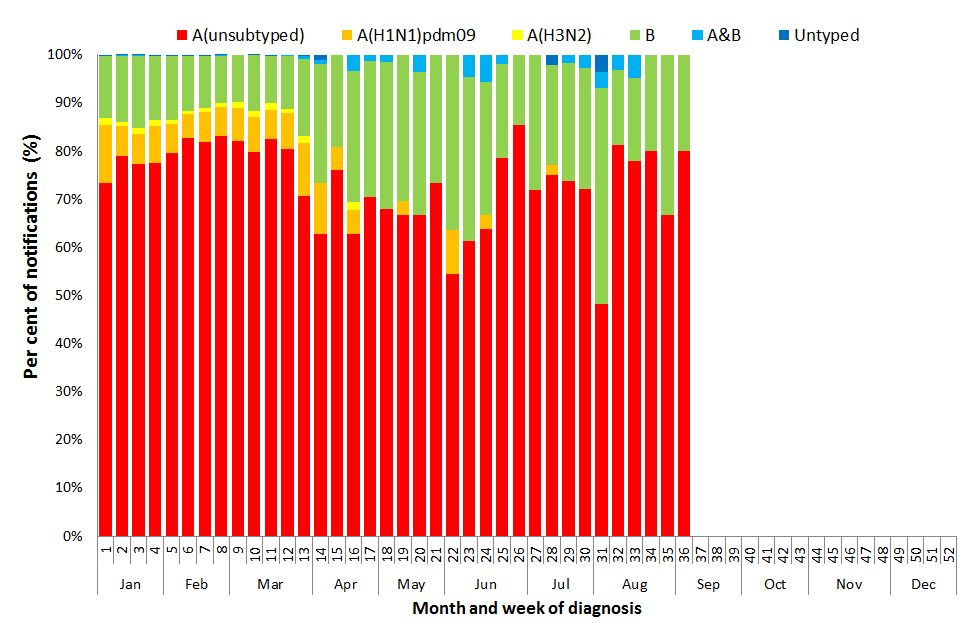 A(unsubtyped) A(H1N1)pdm09 A(H3N2) B A&B Untyped
100%
90%
80%
70%
60%
50%
40%
30%
20%
10%
0%
Per cent of notifications (%)
1 2 3 4 5 6 7 8 9 10 11 12 13 14 15 16 17 18 19 20 21 22 23 24 25 26 27 28 29 30 31 32 33 34 35 36 37 38 39 40 41 42 43 44 45 46 47 48 49 50 51 52
Jan Feb Mar Apr May Jun Jul Aug Sep Oct Nov Dec
Month and week of diagnosis